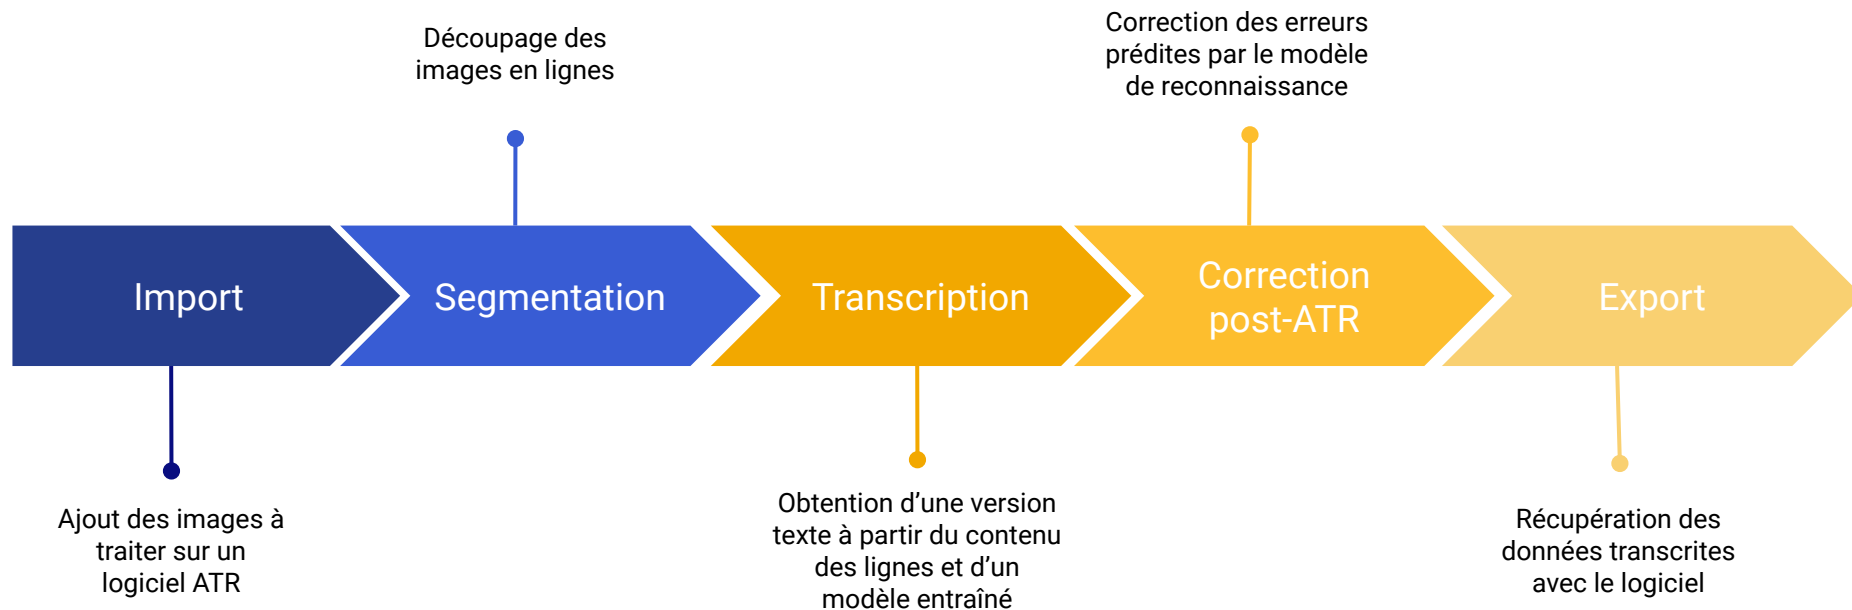 Découpage des
images en lignes
Correction des erreurs
prédites par le modèle
de reconnaissance
Import
Segmentation
Transcription
Correction
post-ATR
Export
Ajout des images à
traiter sur un
logiciel ATR
Obtention d’une version
texte à partir du contenu
des lignes et d’un
modèle entraîné
Récupération des
données transcrites
avec le logiciel